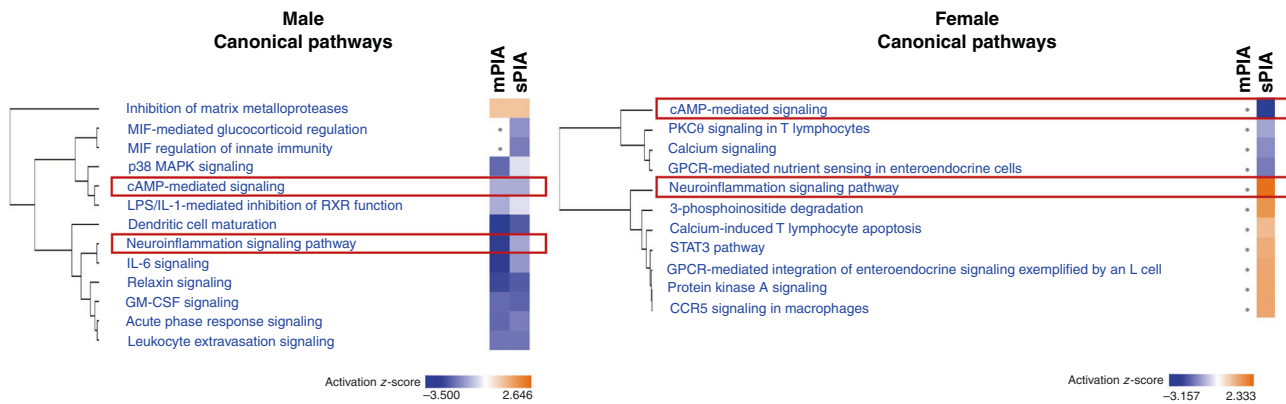 Male
Canonical pathways
mPIA
sPIA
Inhibition of matrix metalloproteases
MIF-mediated glucocorticoid regulation
MIF regulation of innate immunity
p38 MAPK signaling
cAMP-mediated signaling
LPS/IL-1-mediated inhibition of RXR function
Dendritic cell maturation
Neuroinflammation signaling pathway
IL-6 signaling
Relaxin signaling
GM-CSF signaling
Acute phase response signaling
Leukocyte extravasation signaling
Activation z-score
−3.500 2.646
Female
Canonical pathways
mPIA
sPIA
cAMP-mediated signaling
PKCθ signaling in T lymphocytes
Calcium signaling
GPCR-mediated nutrient sensing in enteroendocrine cells
Neuroinflammation signaling pathway
3-phosphoinositide degradation
Calcium-induced T lymphocyte apoptosis
STAT3 pathway
GPCR-mediated integration of enteroendocrine signaling exemplified by an L cell
Protein kinase A signaling
CCR5 signaling in macrophages
Activation z-score
−3.157 2.333